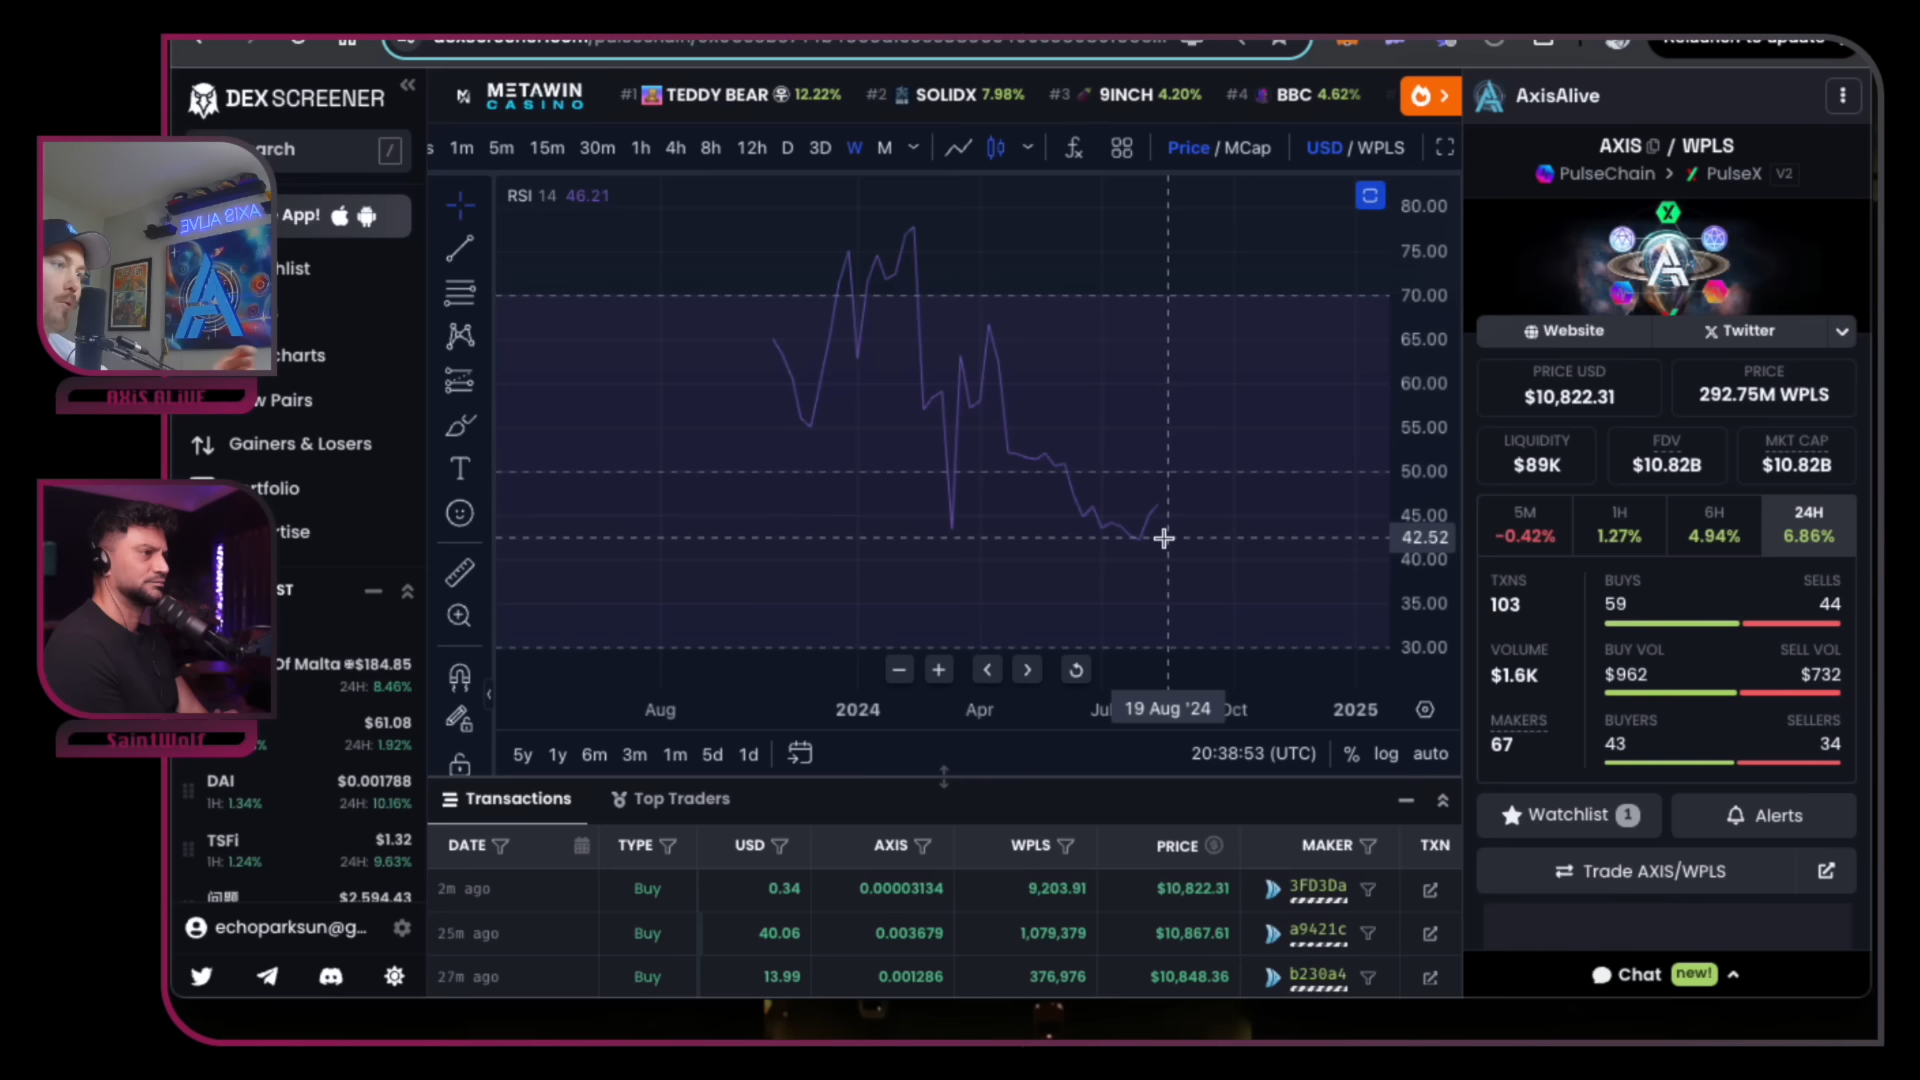 Relaunch to update
DEX SCREENER
METAWIN
CASINO
#1 TEDDY BEAR 12.22%
#2 SOLIDX 7.98%
#3 9INCH 4.20%
#4 BBC 4.62%
AxisAlive
arch /
s 1m 5m 15m 30m 1h 4h 8h 12h D 3D W M
Price / MCap
USD / WPLS
AXIS / WPLS
PulseChain > PulseX V2
App!
hlist
charts
w Pairs
Gainers & Losers
rtfolio
rtise
ST
AXIS ALIVE
AXiS ALiVE
SaintWolf
RSI 14 46.21
80.00
75.00
70.00
65.00
60.00
55.00
50.00
45.00
42.52
40.00
35.00
30.00
Aug 2024 Apr Jul 19 Aug '24 Oct 2025
5y 1y 6m 3m 1m 5d 1d
20:38:53 (UTC) % log auto
Website
Twitter
PRICE USD
$10,822.31
PRICE
292.75M WPLS
LIQUIDITY
$89K
FDV
$10.82B
MKT CAP
$10.82B
5M
-0.42%
1H
1.27%
6H
4.94%
24H
6.86%
TXNS
103
BUYS
59
SELLS
44
VOLUME
$1.6K
BUY VOL
$962
SELL VOL
$732
MAKERS
67
BUYERS
43
SELLERS
34
Watchlist 1
Alerts
Trade AXIS/WPLS
Chat new!
Of Malta $184.85
24H: 8.46%
$61.08
% 24H: 1.92%
DAI $0.001788
1H: 1.34% 24H: 10.16%
TSFi $1.32
1H: 1.24% 24H: 9.63%
问题 $2,594.43
echoparksun@g...
Transactions
Top Traders
DATE TYPE USD AXIS WPLS PRICE MAKER TXN
2m ago Buy 0.34 0.00003134 9,203.91 $10,822.31 3FD3Da
25m ago Buy 40.06 0.003679 1,079,379 $10,867.61 a9421c
27m ago Buy 13.99 0.001286 376,976 $10,848.36 b230a4